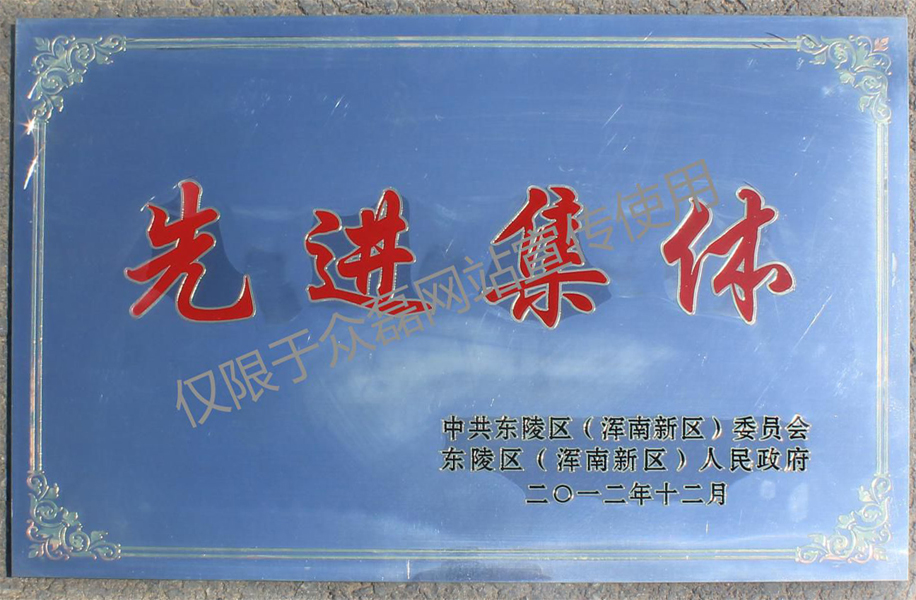 先进集体
仅限于众磊网站宣传使用
中共东陵区（浑南新区）委员会
东陵区（浑南新区）人民政府
二〇一二年十二月